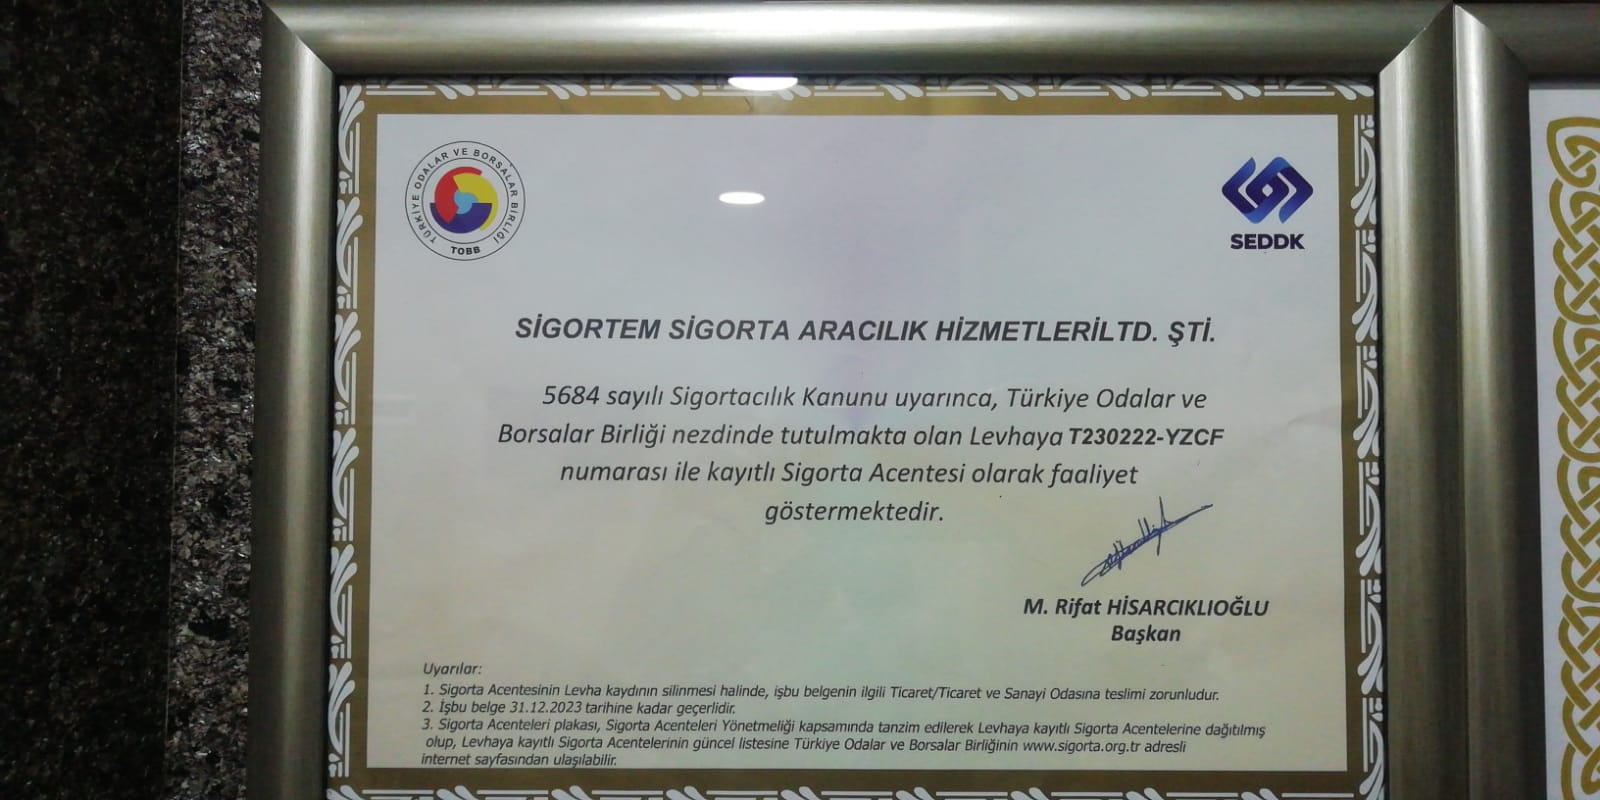 TÜRKİYE ODALAR VE BORSALAR BİRLİĞİ
TOBB
SEDDK
SİGORTEM SİGORTA ARACILIK HİZMETLERİLTD. ŞTİ.
5684 sayılı Sigortacılık Kanunu uyarınca, Türkiye Odalar ve
Borsalar Birliği nezdinde tutulmakta olan Levhaya T230222-YZCF
numarası ile kayıtlı Sigorta Acentesi olarak faaliyet
göstermektedir.
M. Rifat HİSARCIKLIOĞLU
Başkan
Uyarılar:
1. Sigorta Acentesinin Levha kaydının silinmesi halinde, işbu belgenin ilgili Ticaret/Ticaret ve Sanayi Odasına teslimi zorunludur.
2. İşbu belge 31.12.2023 tarihine kadar geçerlidir.
3. Sigorta Acenteleri plakası, Sigorta Acenteleri Yönetmeliği kapsamında tanzim edilerek Levhaya kayıtlı Sigorta Acentelerine dağıtılmış
olup, Levhaya kayıtlı Sigorta Acentelerinin güncel listesine Türkiye Odalar ve Borsalar Birliğinin www.sigorta.org.tr adresli
internet sayfasından ulaşılabilir.